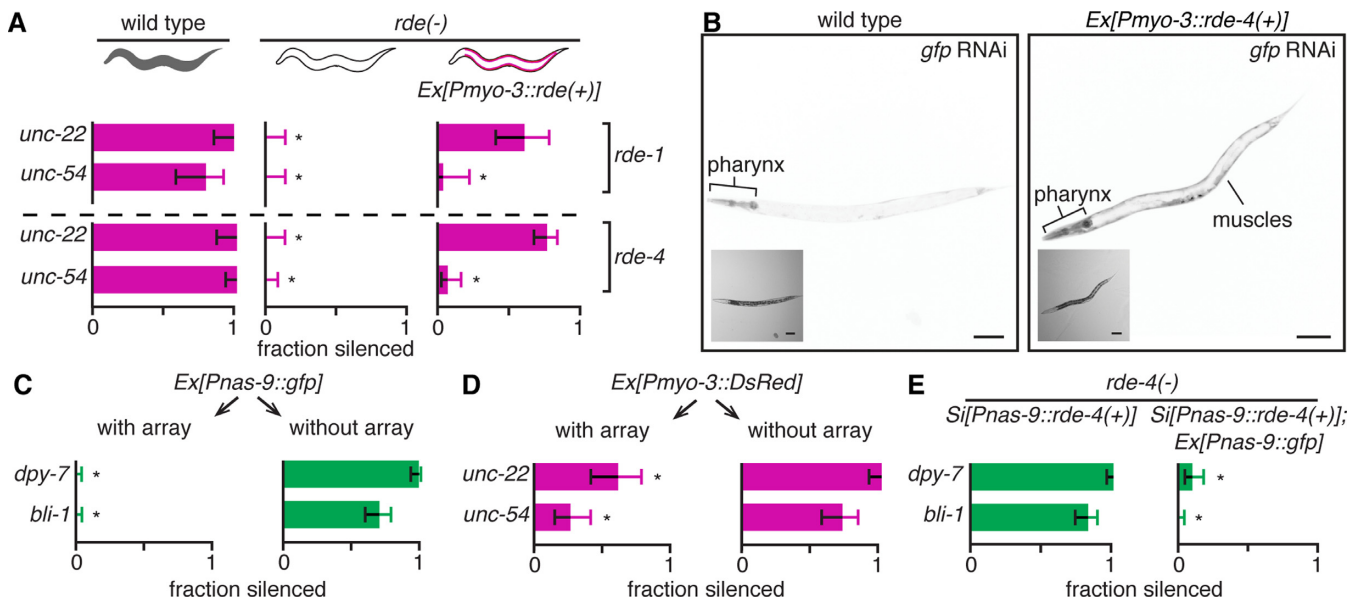 A
wild type
rde(-)
Ex[Pmyo-3::rde(+)]
unc-22
*
unc-54
*
*
rde-1
unc-22
*
unc-54
*
*
rde-4
0
1
0
1
0
1
fraction silenced
B
wild type
Ex[Pmyo-3::rde-4(+)]
gfp RNAi
gfp RNAi
pharynx
pharynx
muscles
C
Ex[Pnas-9::gfp]
with array
without array
dpy-7
*
bli-1
*
0
1
0
1
fraction silenced
D
Ex[Pmyo-3::DsRed]
with array
without array
unc-22
*
unc-54
*
0
1
0
1
fraction silenced
E
rde-4(-)
Si[Pnas-9::rde-4(+)]
Si[Pnas-9::rde-4(+)];
Ex[Pnas-9::gfp]
dpy-7
*
bli-1
*
0
1
0
1
fraction silenced